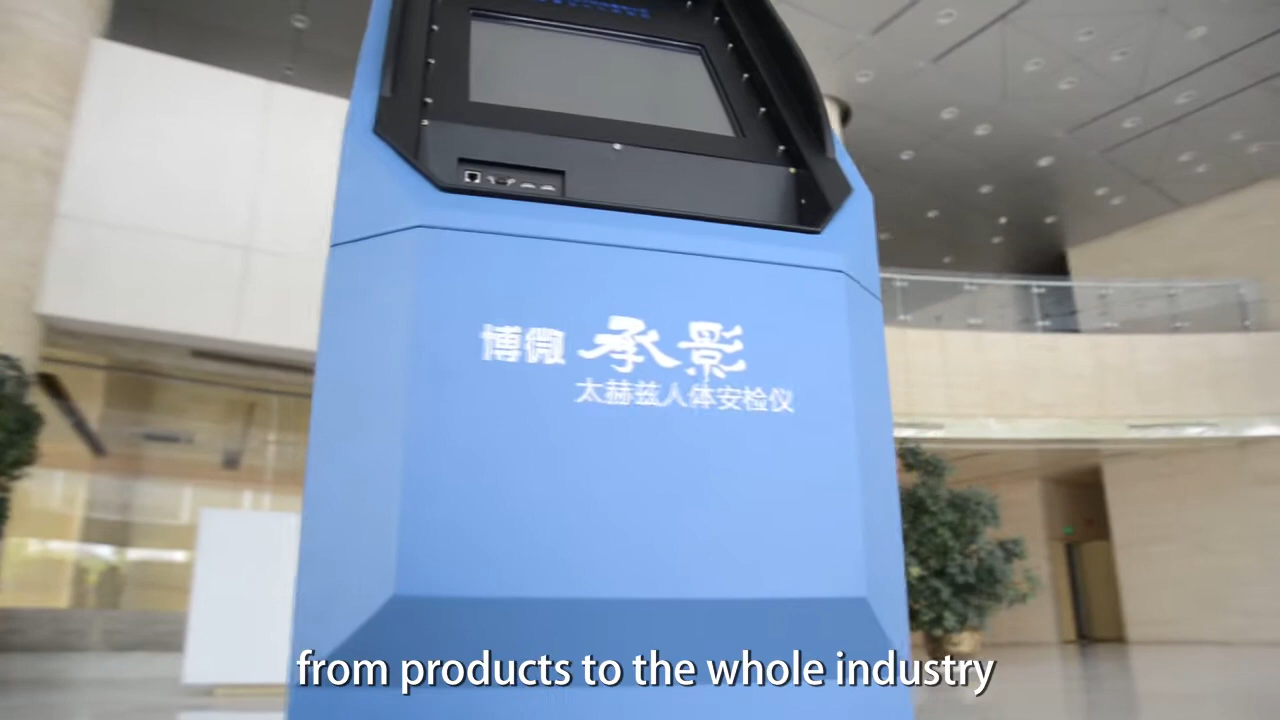 博微 承影
太赫兹人体安检仪
from products to the whole industry